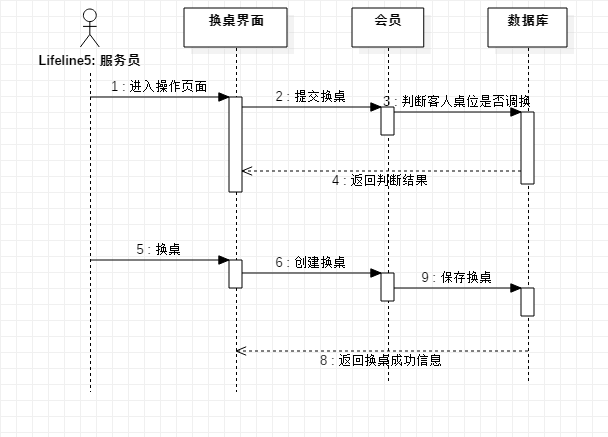 换桌界面
会员
数据库
Lifeline5: 服务员
1 : 进入操作页面
2 : 提交换桌
3 : 判断客人桌位是否调换
4 : 返回判断结果
5 : 换桌
6 : 创建换桌
9 : 保存换桌
8 : 返回换桌成功信息